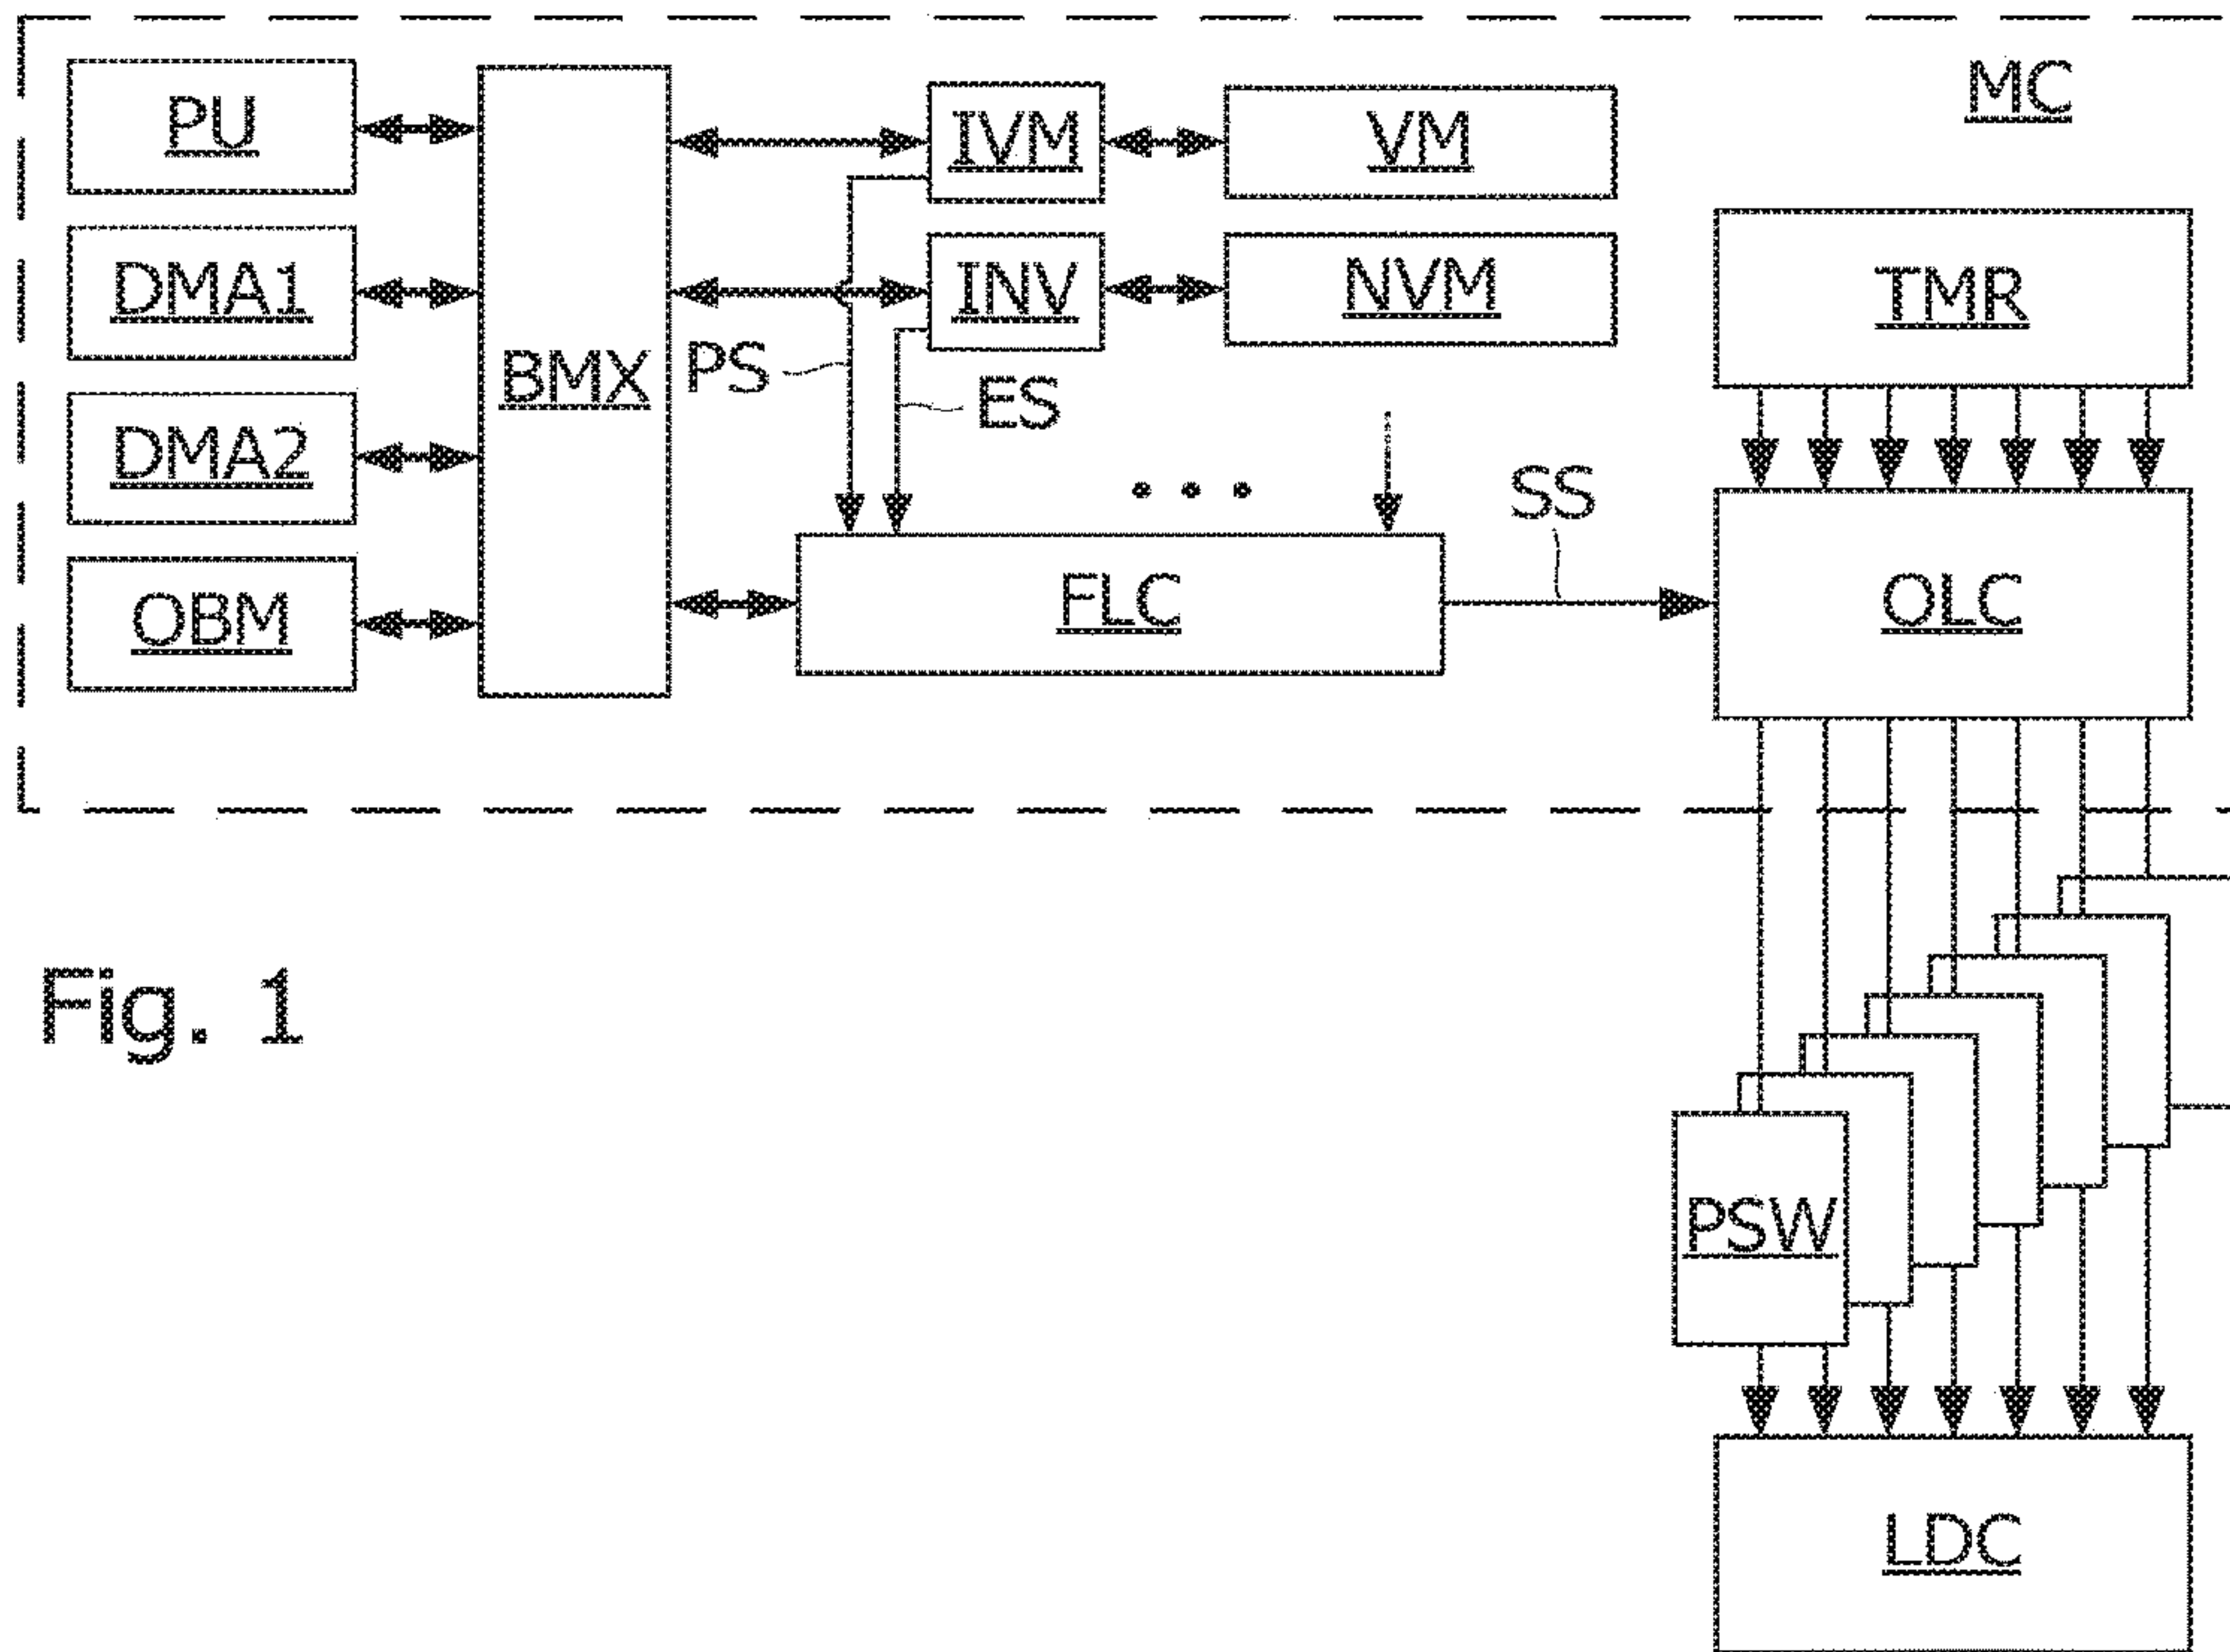 MC
PU
IVM
VM
DMA1
INV
NVM
TMR
BMX
PS
ES
DMA2
SS
OBM
FLC
OLC
Fig. 1
PSW
LDC